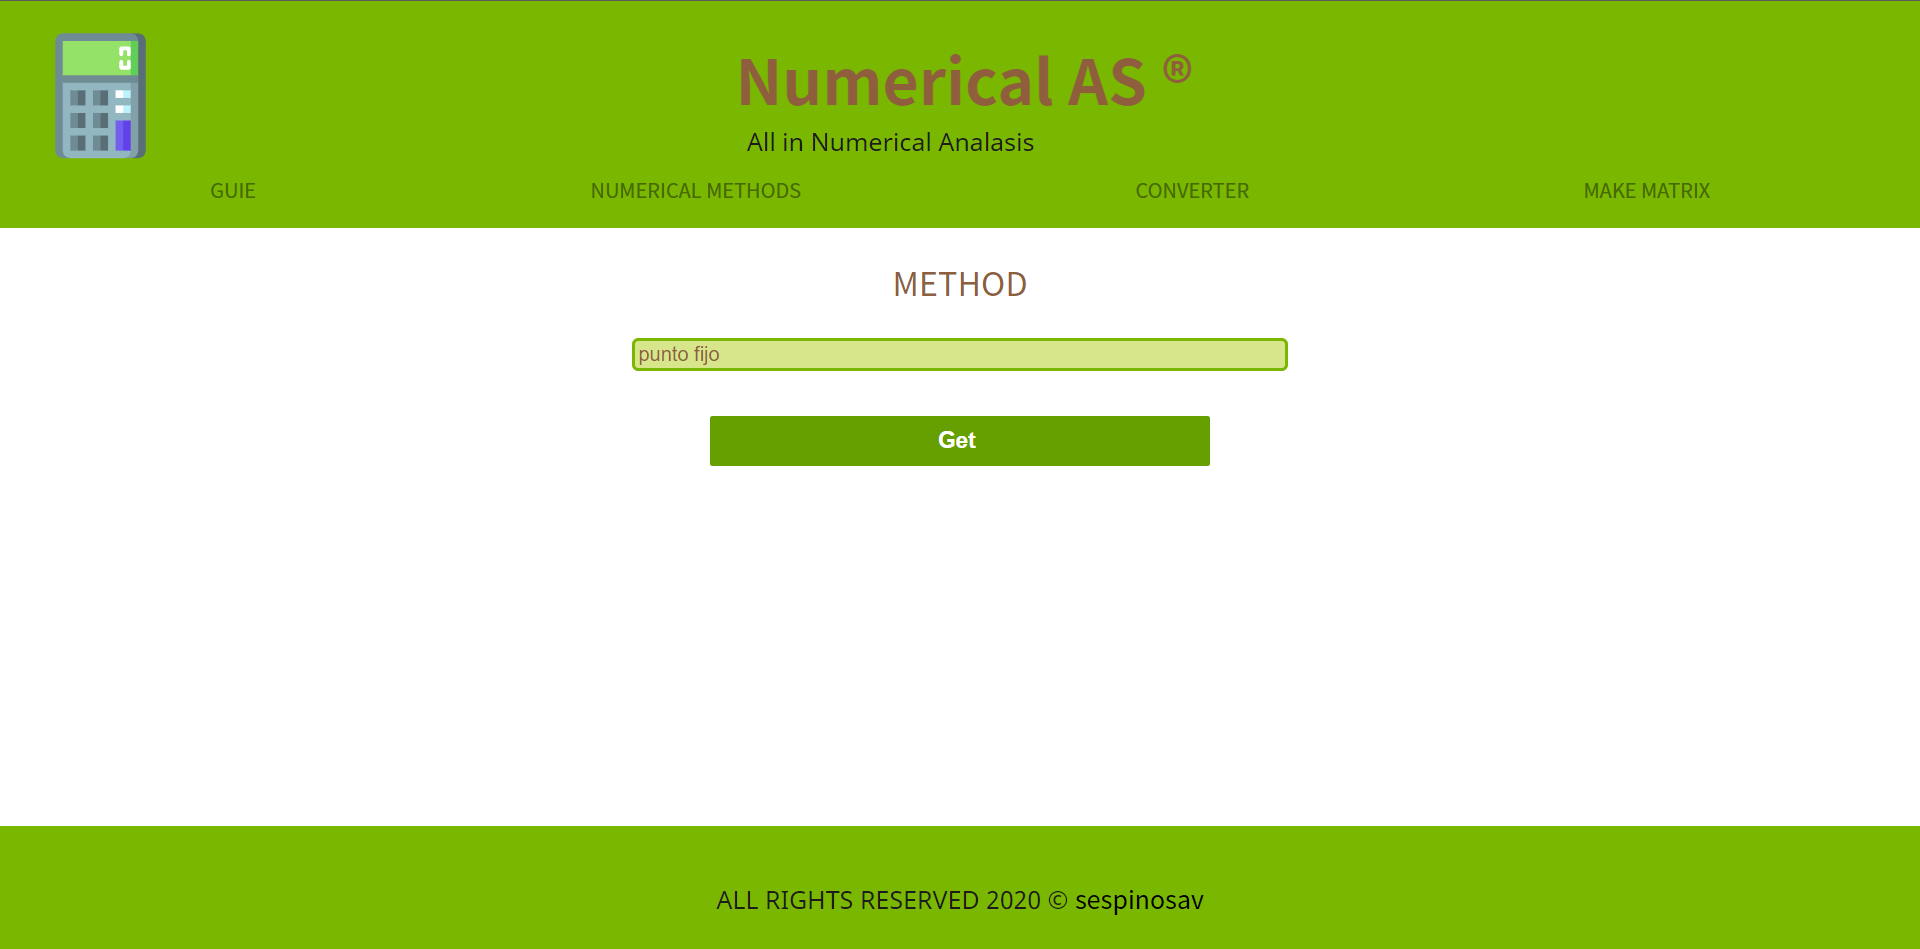 Numerical AS ®
All in Numerical Analasis
GUIE NUMERICAL METHODS CONVERTER MAKE MATRIX
METHOD
punto fijo
Get
ALL RIGHTS RESERVED 2020 © sespinosav